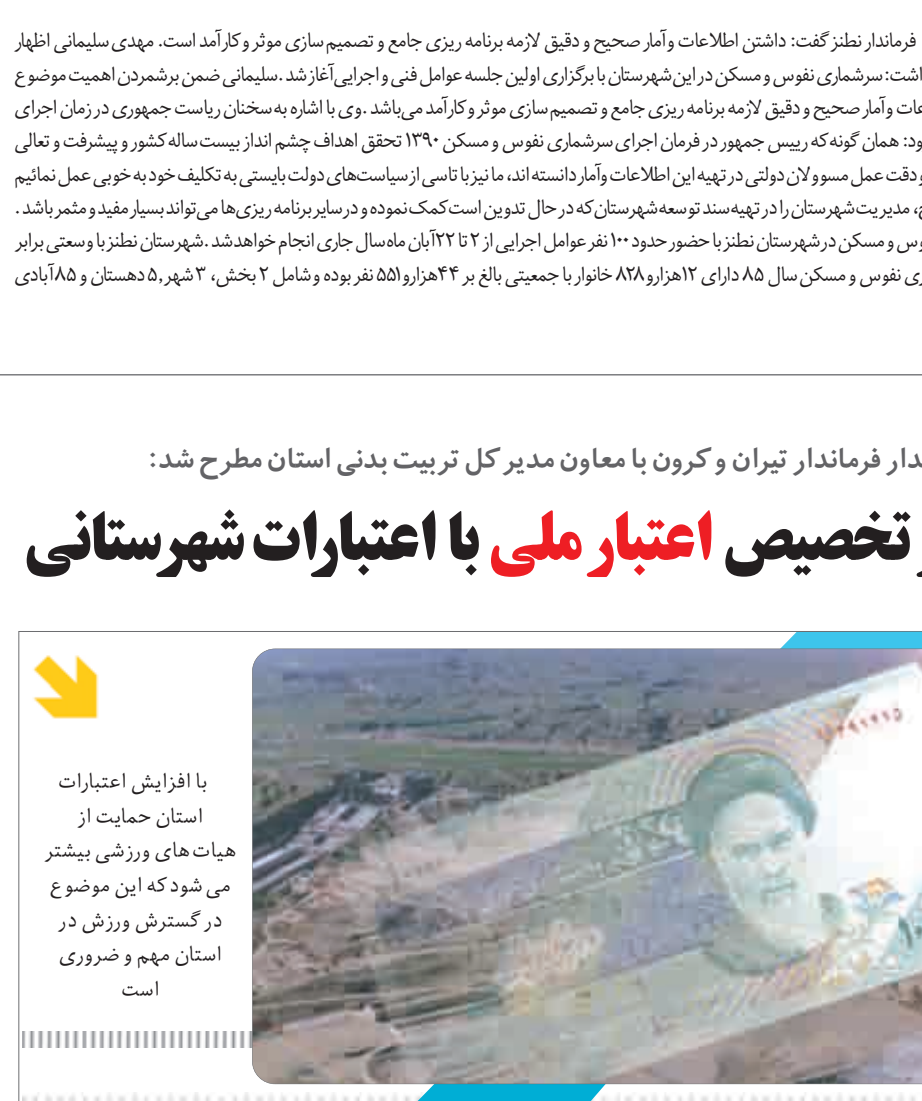 فرماندار نطنز گفت: داشتن اطلاعات و آمار صحیح و دقیق لازمه برنامه ریزی جامع و تصمیم سازی موثر و کارآمد است. مهدی سلیمانی اظهار
داشت: سرشماری نفوس و مسکن در این شهرستان با برگزاری اولین جلسه عوامل فنی و اجرایی آغاز شد .سلیمانی ضمن برشمردن اهمیت موضوع
و آمار صحیح و دقیق لازمه برنامه ریزی جامع و تصمیم سازی موثر و کارآمد می‌باشد .وی با اشاره به سخنان ریاست جمهوری در زمان اجرای
همان گونه که رییس جمهور در فرمان اجرای سرشماری نفوس و مسکن ۱۳۹۰ تحقق اهداف چشم انداز بیست ساله کشور و پیشرفت و تعالی
و دقت عمل مسوولان دولتی در تهیه این اطلاعات و آمار دانسته اند، ما نیز با تاسی از سیاست‌های دولت بایستی به تکلیف خود به خوبی عمل نمائیم
مدیریت شهرستان را در تهیه سند توسعه شهرستان که در حال تدوین است کمک نموده و در سایر برنامه ریزی‌ها می‌تواند بسیار مفید و مثمر باشد .
و مسکن در شهرستان نطنز با حضور حدود ۱۰۰ نفر عوامل اجرایی از ۲ تا ۲۲آبان ماه سال جاری انجام خواهدشد .شهرستان نطنز با وسعتی برابر
نفوس و مسکن سال ۸۵ دارای ۱۲هزار و ۸۲۸ خانوار با جمعیتی بالغ بر ۴۴هزار و ۵۵۱ نفر بوده و شامل ۲ بخش، ۳ شهر ,۵ دهستان و ۸۵ آبادی
فرماندار تیران و کرون با معاون مدیر کل تربیت بدنی استان مطرح شد:
تخصیص اعتبار ملی با اعتبارات شهرستانی
با افزایش اعتبارات
استان حمایت از
هیات های ورزشی بیشتر
می شود که این موضوع
در گسترش ورزش در
استان مهم و ضروری
است